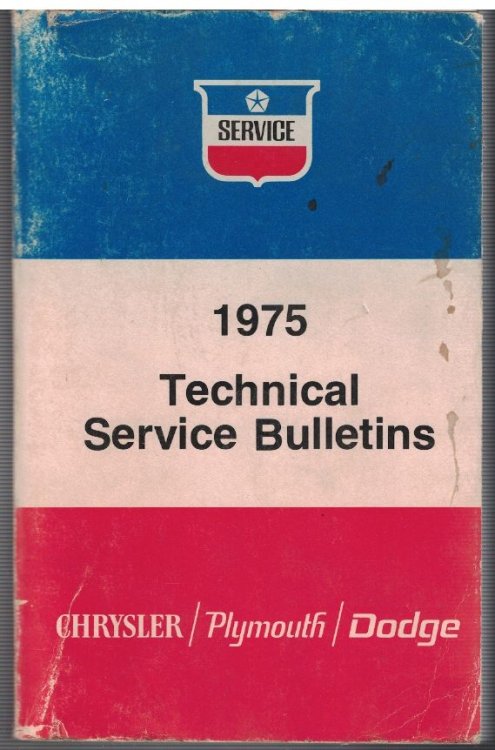 SERVICE
1975
Technical
Service Bulletins
CHRYSLER / Plymouth / Dodge